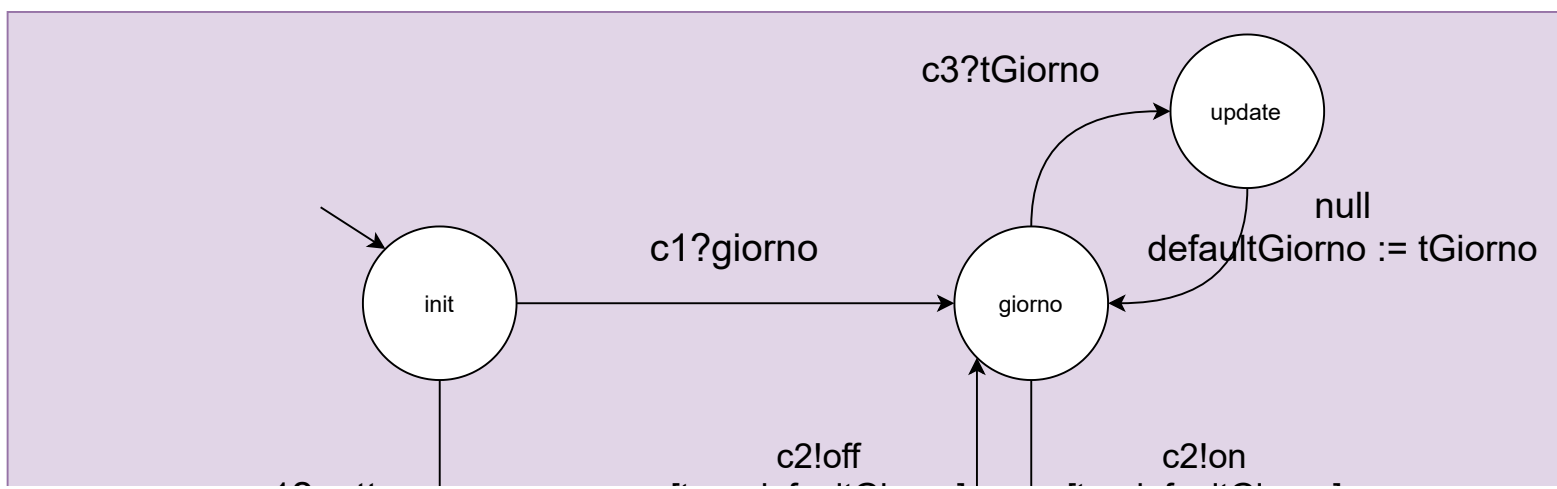 c3?tGiorno
update
null
defaultGiorno := tGiorno
c1?giorno
init
giorno
c2!off
c2!on